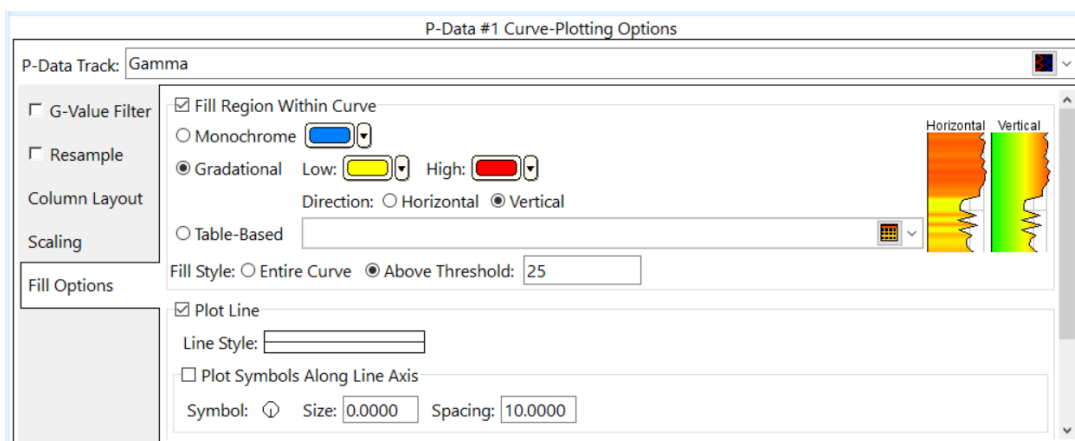 P-Data #1 Curve-Plotting Options
P-Data Track: Gamma
G-Value Filter
Resample
Column Layout
Scaling
Fill Options
Fill Region Within Curve
Monochrome
Gradational Low: High:
Direction: Horizontal Vertical
Table-Based
Horizontal Vertical
Fill Style: Entire Curve Above Threshold: 25
Plot Line
Line Style:
Plot Symbols Along Line Axis
Symbol: Size: 0.0000 Spacing: 10.0000